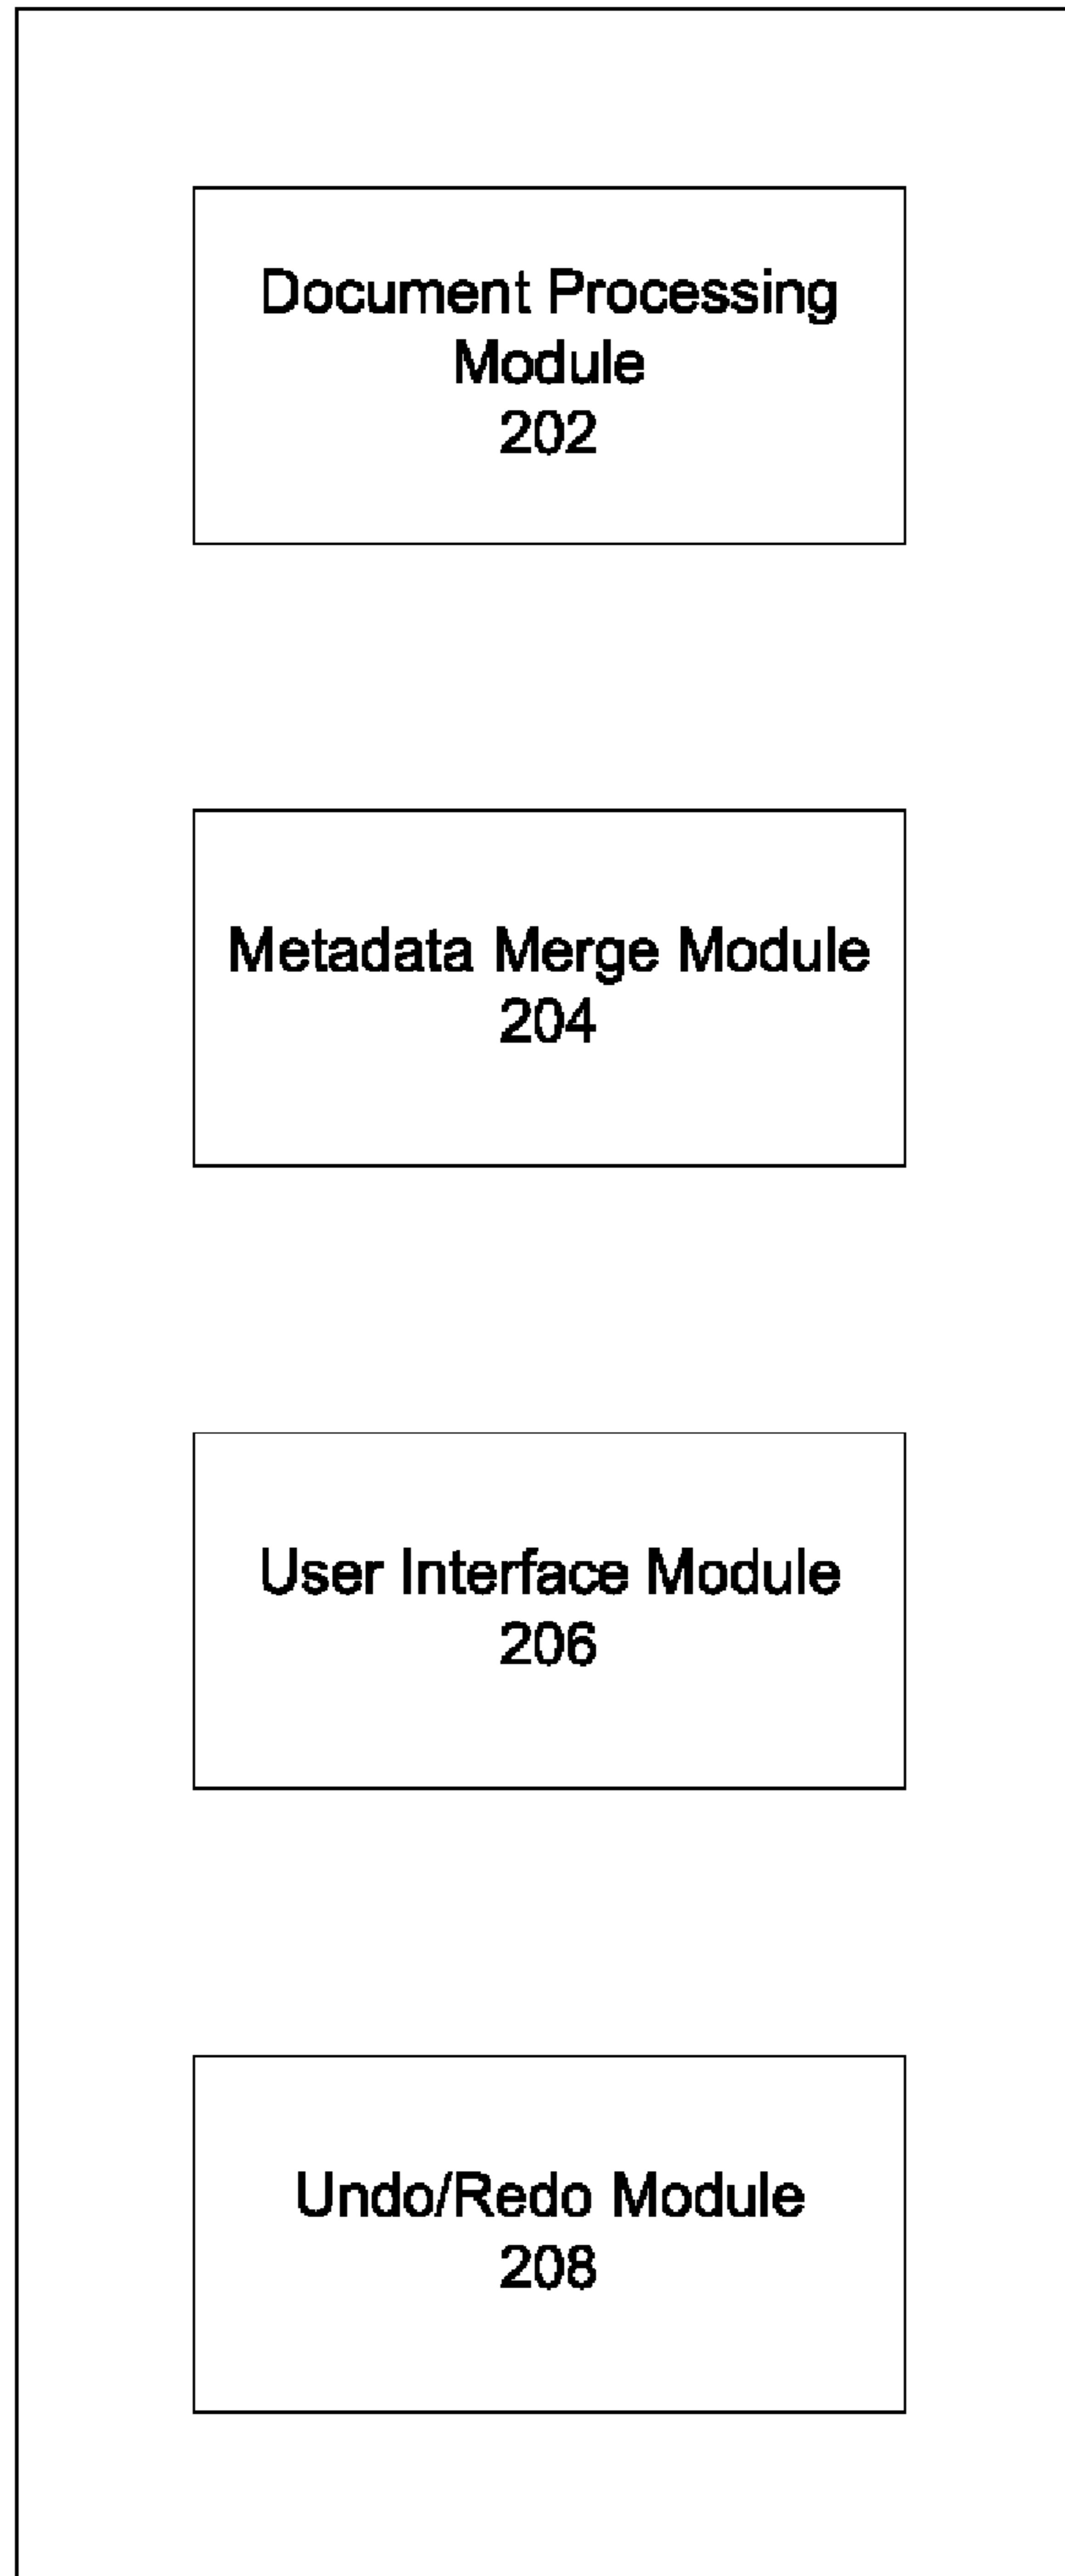 Document Processing
Module
202
Metadata Merge Module
204
User Interface Module
206
Undo/Redo Module
208